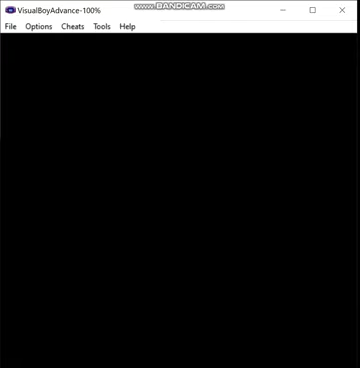 www.BANDICAM.com
VisualBoyAdvance-100%
File Options Cheats Tools Help